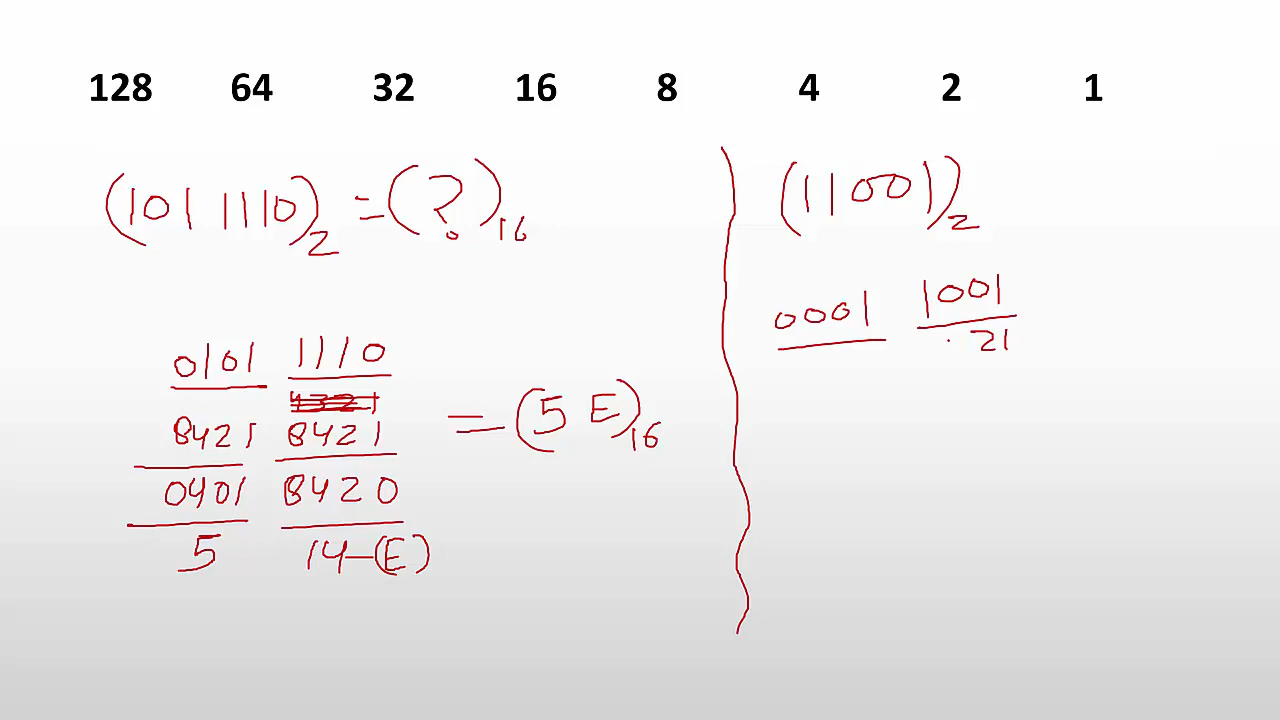 128 64 32 16 8 4 2 1
(101 1110)2 = (?)16
0101 1110
8421 8421
0401 8420
5 14-(E)
= (5 E)16
(11001)2
0001 1001
21